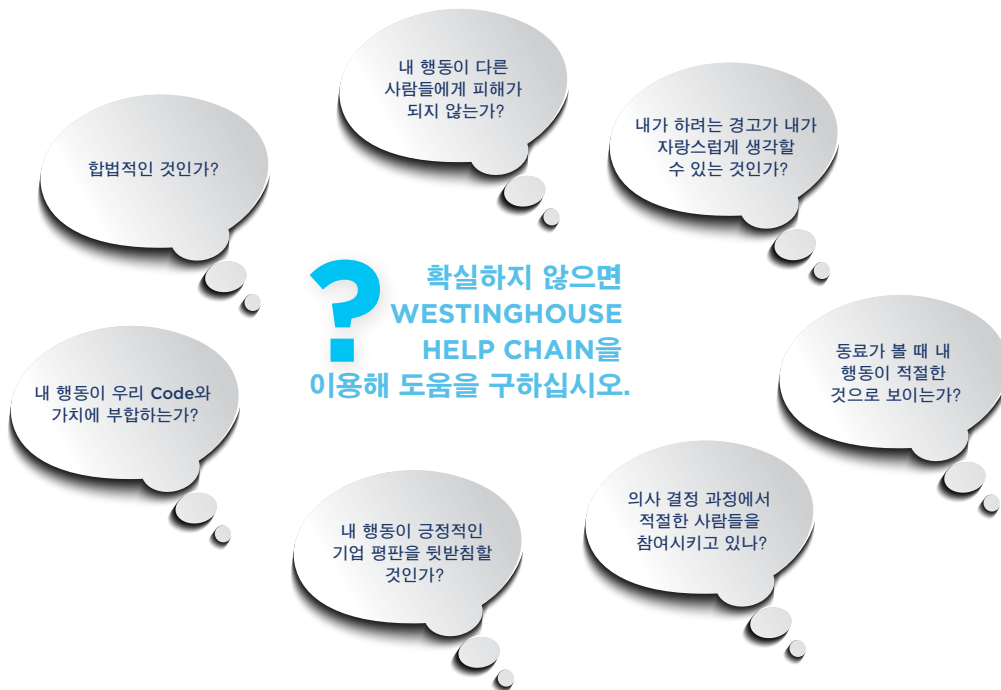 내 행동이 다른
사람들에게 피해가
되지 않는가?
내가 하려는 경고가 내가
자랑스럽게 생각할
수 있는 것인가?
합법적인 것인가?
?
확실하지 않으면
WESTINGHOUSE
HELP CHAIN을
이용해 도움을 구하십시오.
동료가 볼 때 내
행동이 적절한
것으로 보이는가?
내 행동이 우리 Code와
가치에 부합하는가?
의사 결정 과정에서
적절한 사람들을
참여시키고 있나?
내 행동이 긍정적인
기업 평판을 뒷받침할
것인가?